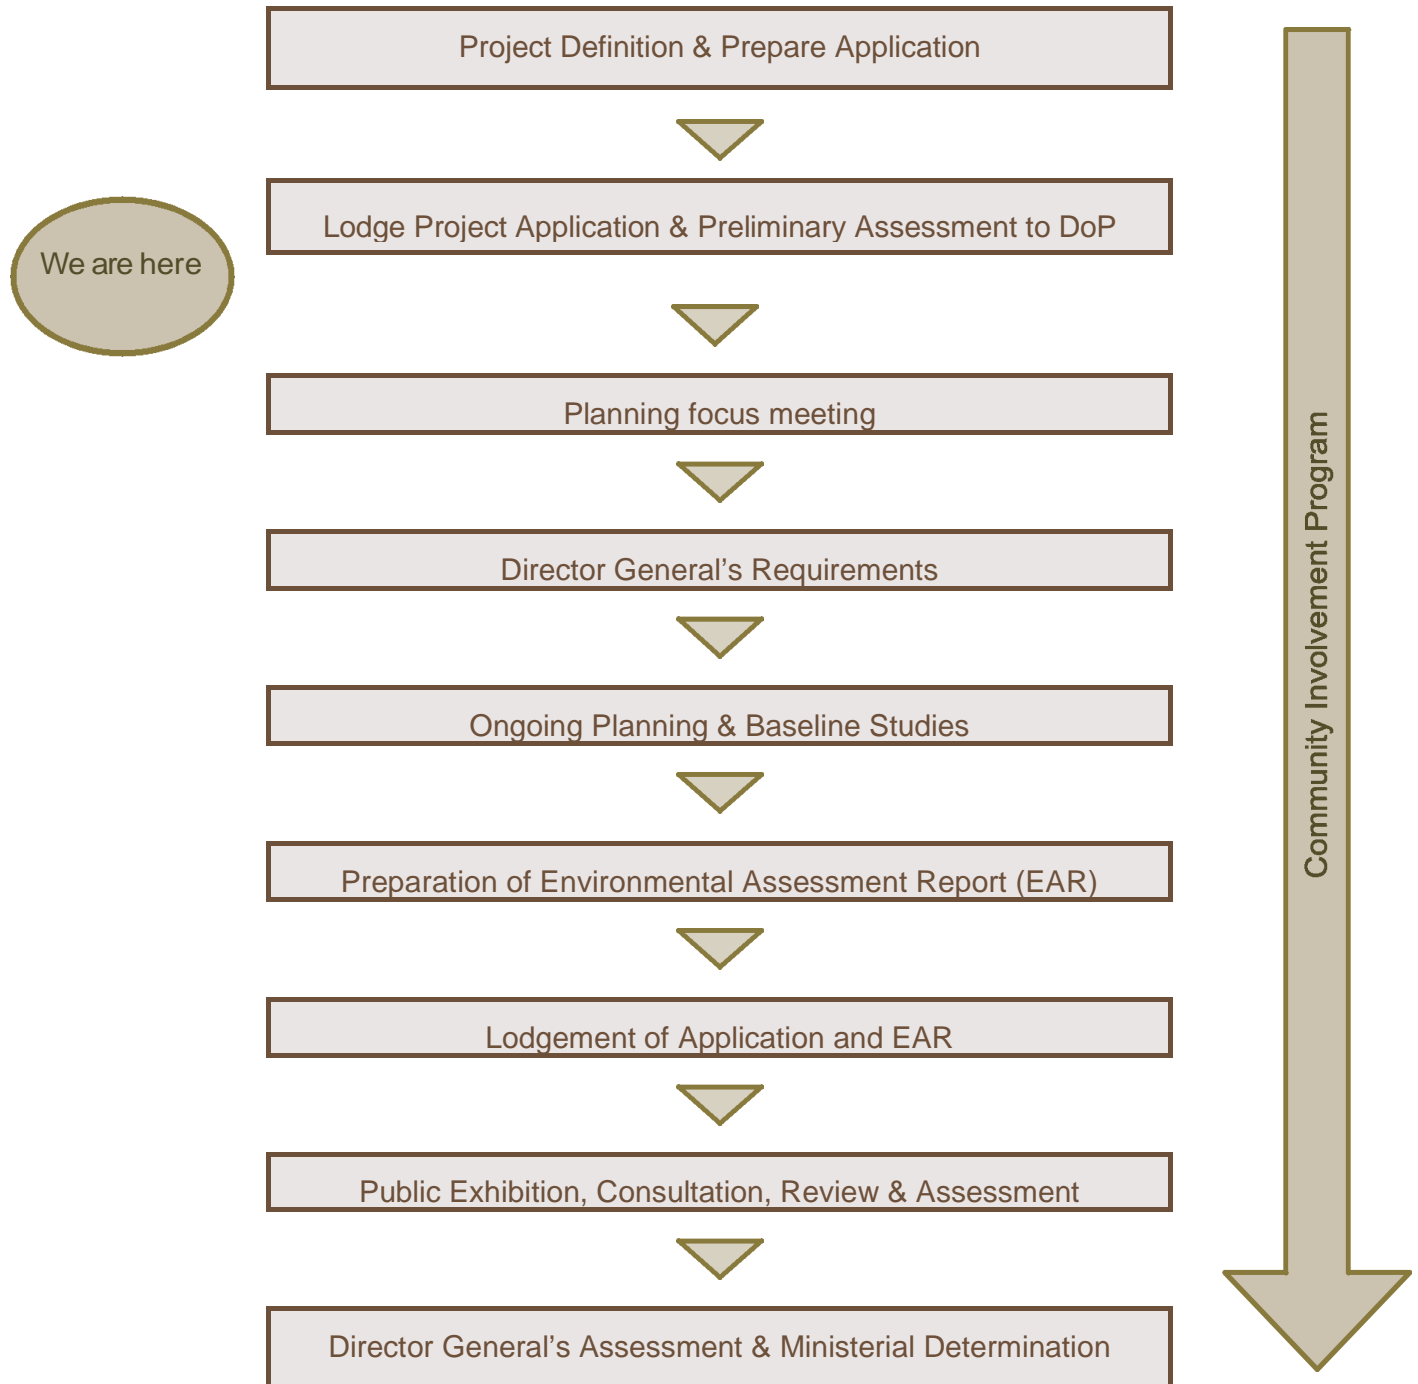 Project Definition & Prepare Application
Lodge Project Application & Preliminary Assessment to DoP
We are here
Planning focus meeting
Director General’s Requirements
Ongoing Planning & Baseline Studies
Preparation of Environmental Assessment Report (EAR)
Lodgement of Application and EAR
Public Exhibition, Consultation, Review & Assessment
Director General’s Assessment & Ministerial Determination
Community Involvement Program